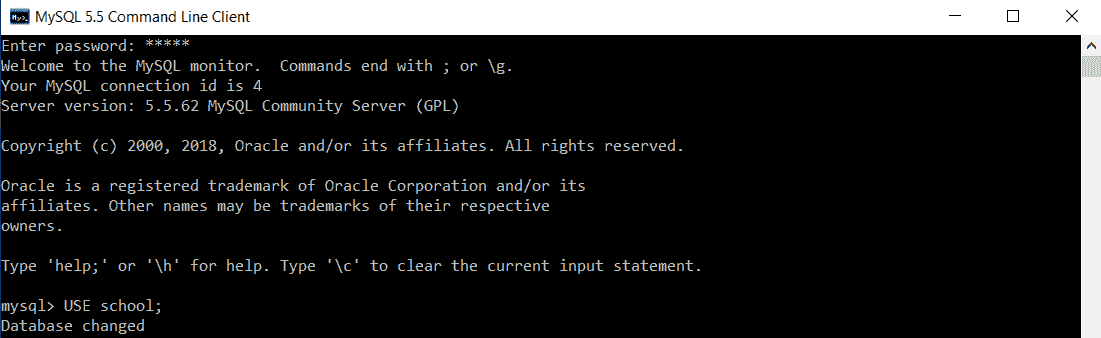 MySQL 5.5 Command Line Client
Enter password: *****
Welcome to the MySQL monitor.  Commands end with ; or \g.
Your MySQL connection id is 4
Server version: 5.5.62 MySQL Community Server (GPL)
Copyright (c) 2000, 2018, Oracle and/or its affiliates. All rights reserved.
Oracle is a registered trademark of Oracle Corporation and/or its
affiliates. Other names may be trademarks of their respective
owners.
Type 'help;' or '\h' for help. Type '\c' to clear the current input statement.
mysql> USE school;
Database changed